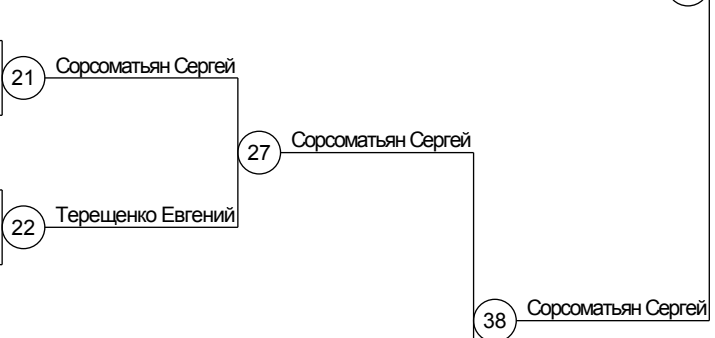 21
Сорсоматьян Сергей
27
Сорсоматьян Сергей
22
Терещенко Евгений
38
Сорсоматьян Сергей